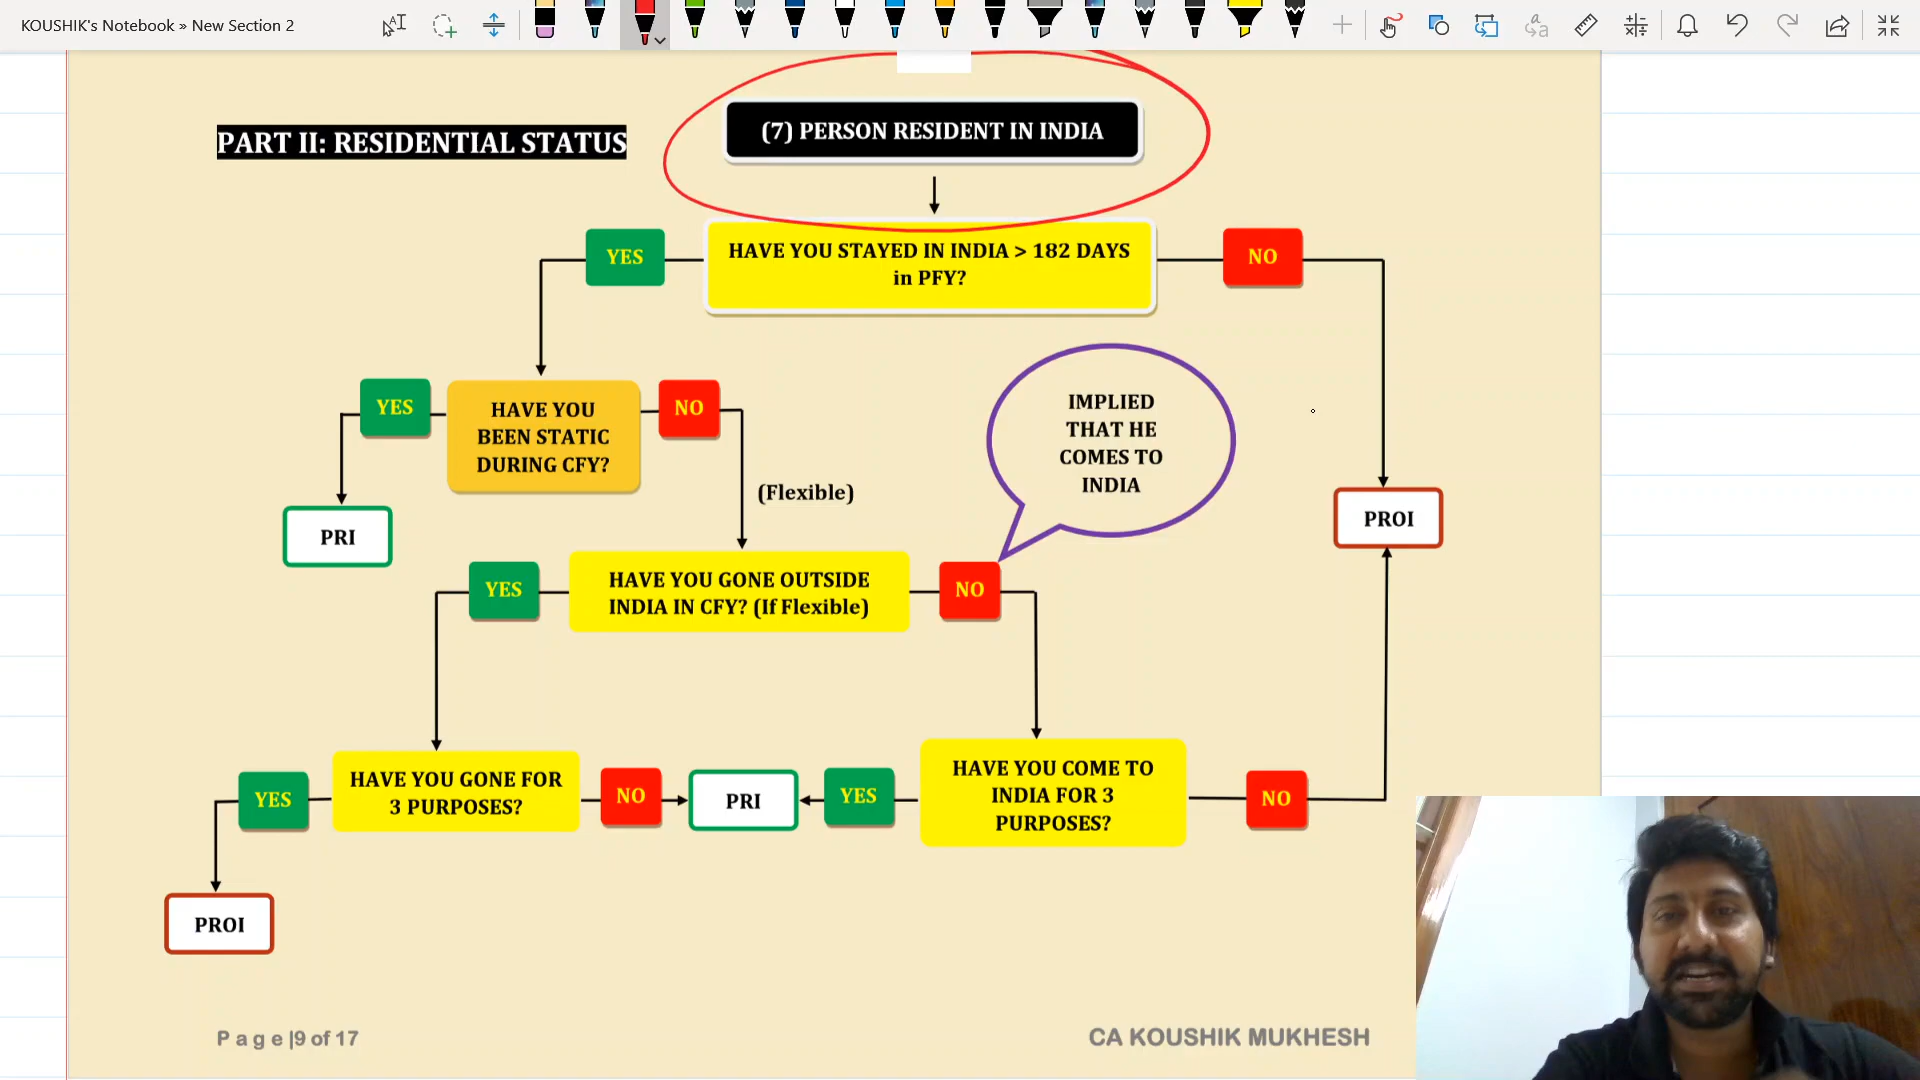 KOUSHIK's Notebook » New Section 2
PART II: RESIDENTIAL STATUS
(7) PERSON RESIDENT IN INDIA
YES
HAVE YOU STAYED IN INDIA > 182 DAYS
in PFY?
NO
YES
HAVE YOU
BEEN STATIC
DURING CFY?
NO
IMPLIED
THAT HE
COMES TO
INDIA
(Flexible)
PRI
PROI
YES
HAVE YOU GONE OUTSIDE
INDIA IN CFY? (If Flexible)
NO
YES
HAVE YOU GONE FOR
3 PURPOSES?
NO
PRI
YES
HAVE YOU COME TO
INDIA FOR 3
PURPOSES?
NO
PROI
Page |9 of 17
CA KOUSHIK MUKHESH